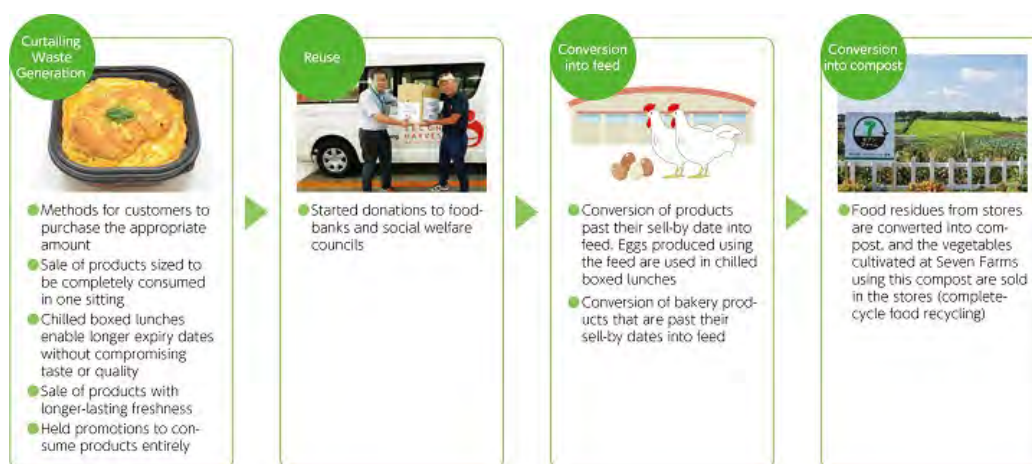 Curtailing
Waste
Generation
Methods for customers to
purchase the appropriate
amount
Sale of products sized to
be completely consumed
in one sitting
Chilled boxed lunches
enable longer expiry dates
without compromising
taste or quality
Sale of products with
longer-lasting freshness
Held promotions to con-
sume products entirely
Reuse
HARVEST
Started donations to food-
banks and social welfare
councils
Conversion
into feed
Conversion of products
past their sell-by date into
feed. Eggs produced using
the feed are used in chilled
boxed lunches
Conversion of bakery prod-
ucts that are past their
sell-by dates into feed
Conversion
into compost
Food residues from stores
are converted into com-
post, and the vegetables
cultivated at Seven Farms
using this compost are sold
in the stores (complete-
cycle food recycling)